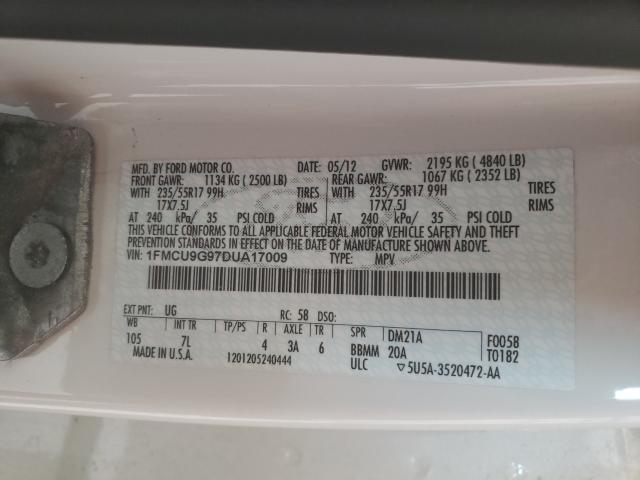 MFD. BY FORD MOTOR CO. 05/12 GVWR: 2195 KG ( 4840 LB)
FRONT GAWR: 1134 KG ( 2500 LB) REAR GAWR: 1067 KG ( 2352 LB)
WITH 235/55R17 99H TIRES WITH 235/55R17 99H TIRES
17X7.5J RIMS 17X7.5J RIMS
AT 240 kPa/ 35 PSI COLD AT 240 kPa/ 35 PSI COLD
THIS VEHICLE CONFORMS TO ALL APPLICABLE FEDERAL MOTOR VEHICLE SAFETY AND THEFT
PREVENTION STANDARDS IN EFFECT ON THE DATE OF MANUFACTURE SHOWN ABOVE.
VIN: 1FMCU9G97DUA17009 TYPE: MPV
EXT PNT: UG RC: 58 DSO:
WB INT TR TP/PS R AXLE TR SPR DM21A F0058
105 7L 4 3A 6 BBMM 20A T0182
MADE IN U.S.A. 1201205240444 ULC ▽5U5A-3520472-AA